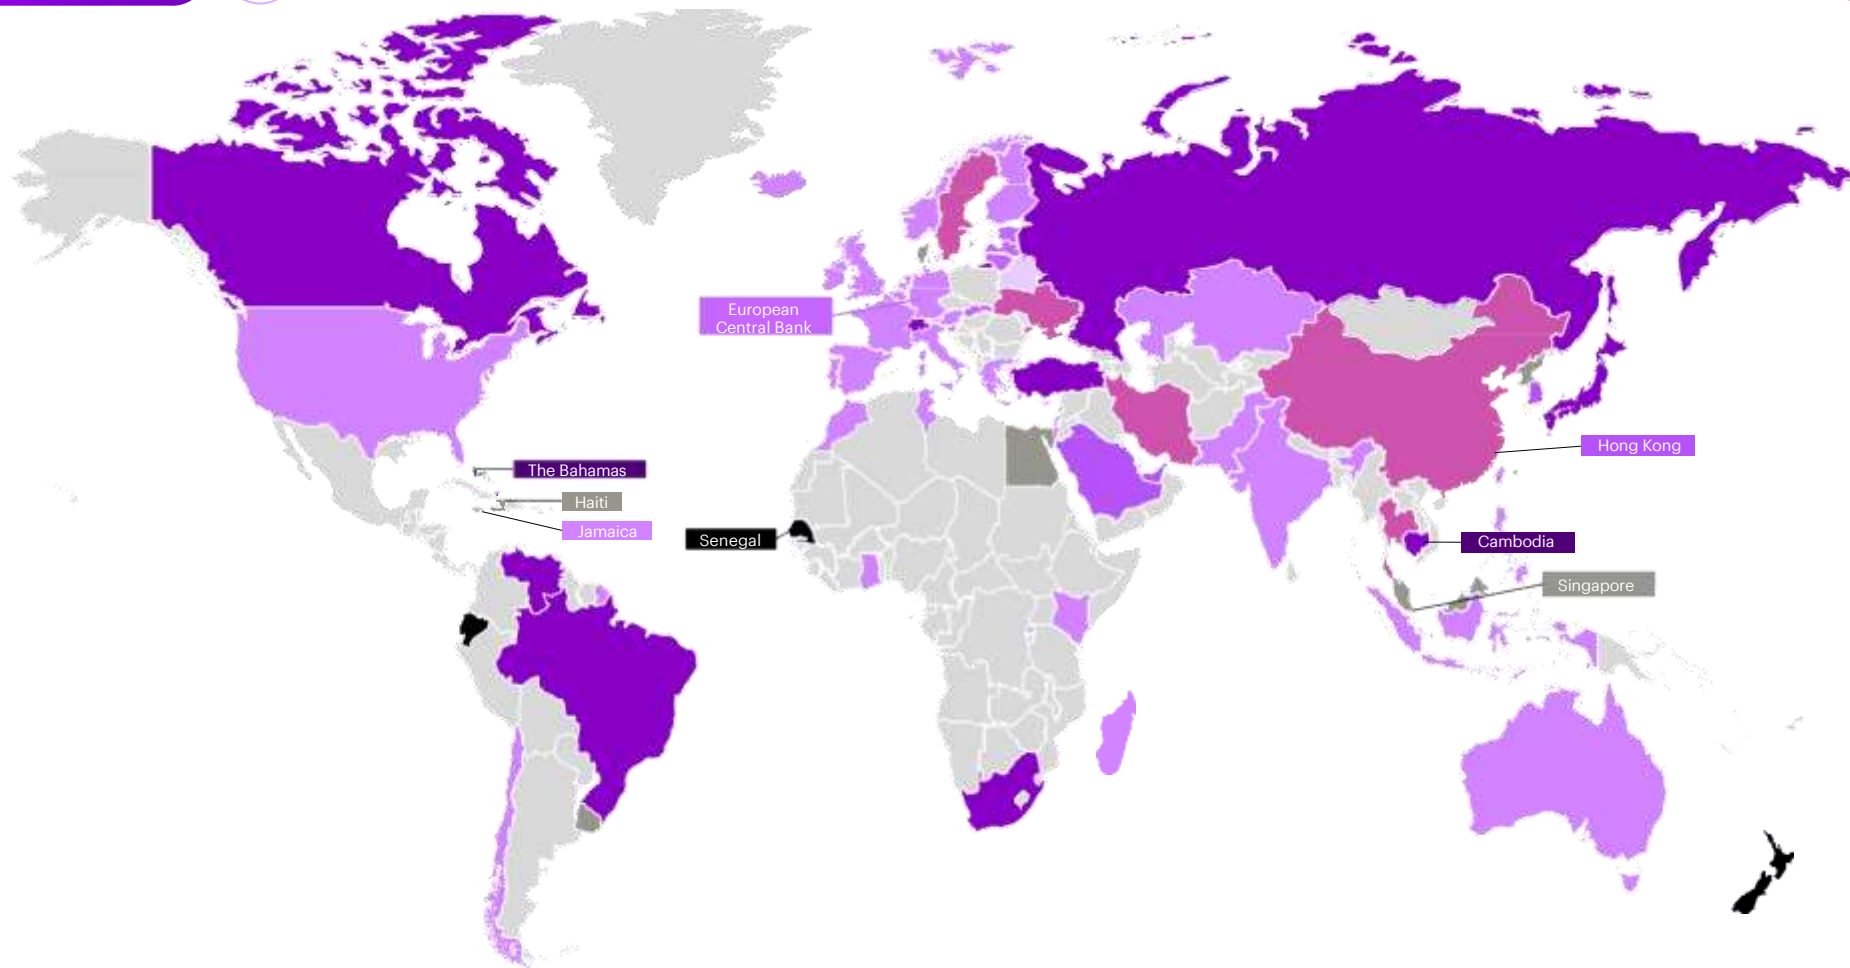 European
Central Bank
The Bahamas
Haiti
Jamaica
Senegal
Hong Kong
Cambodia
Singapore